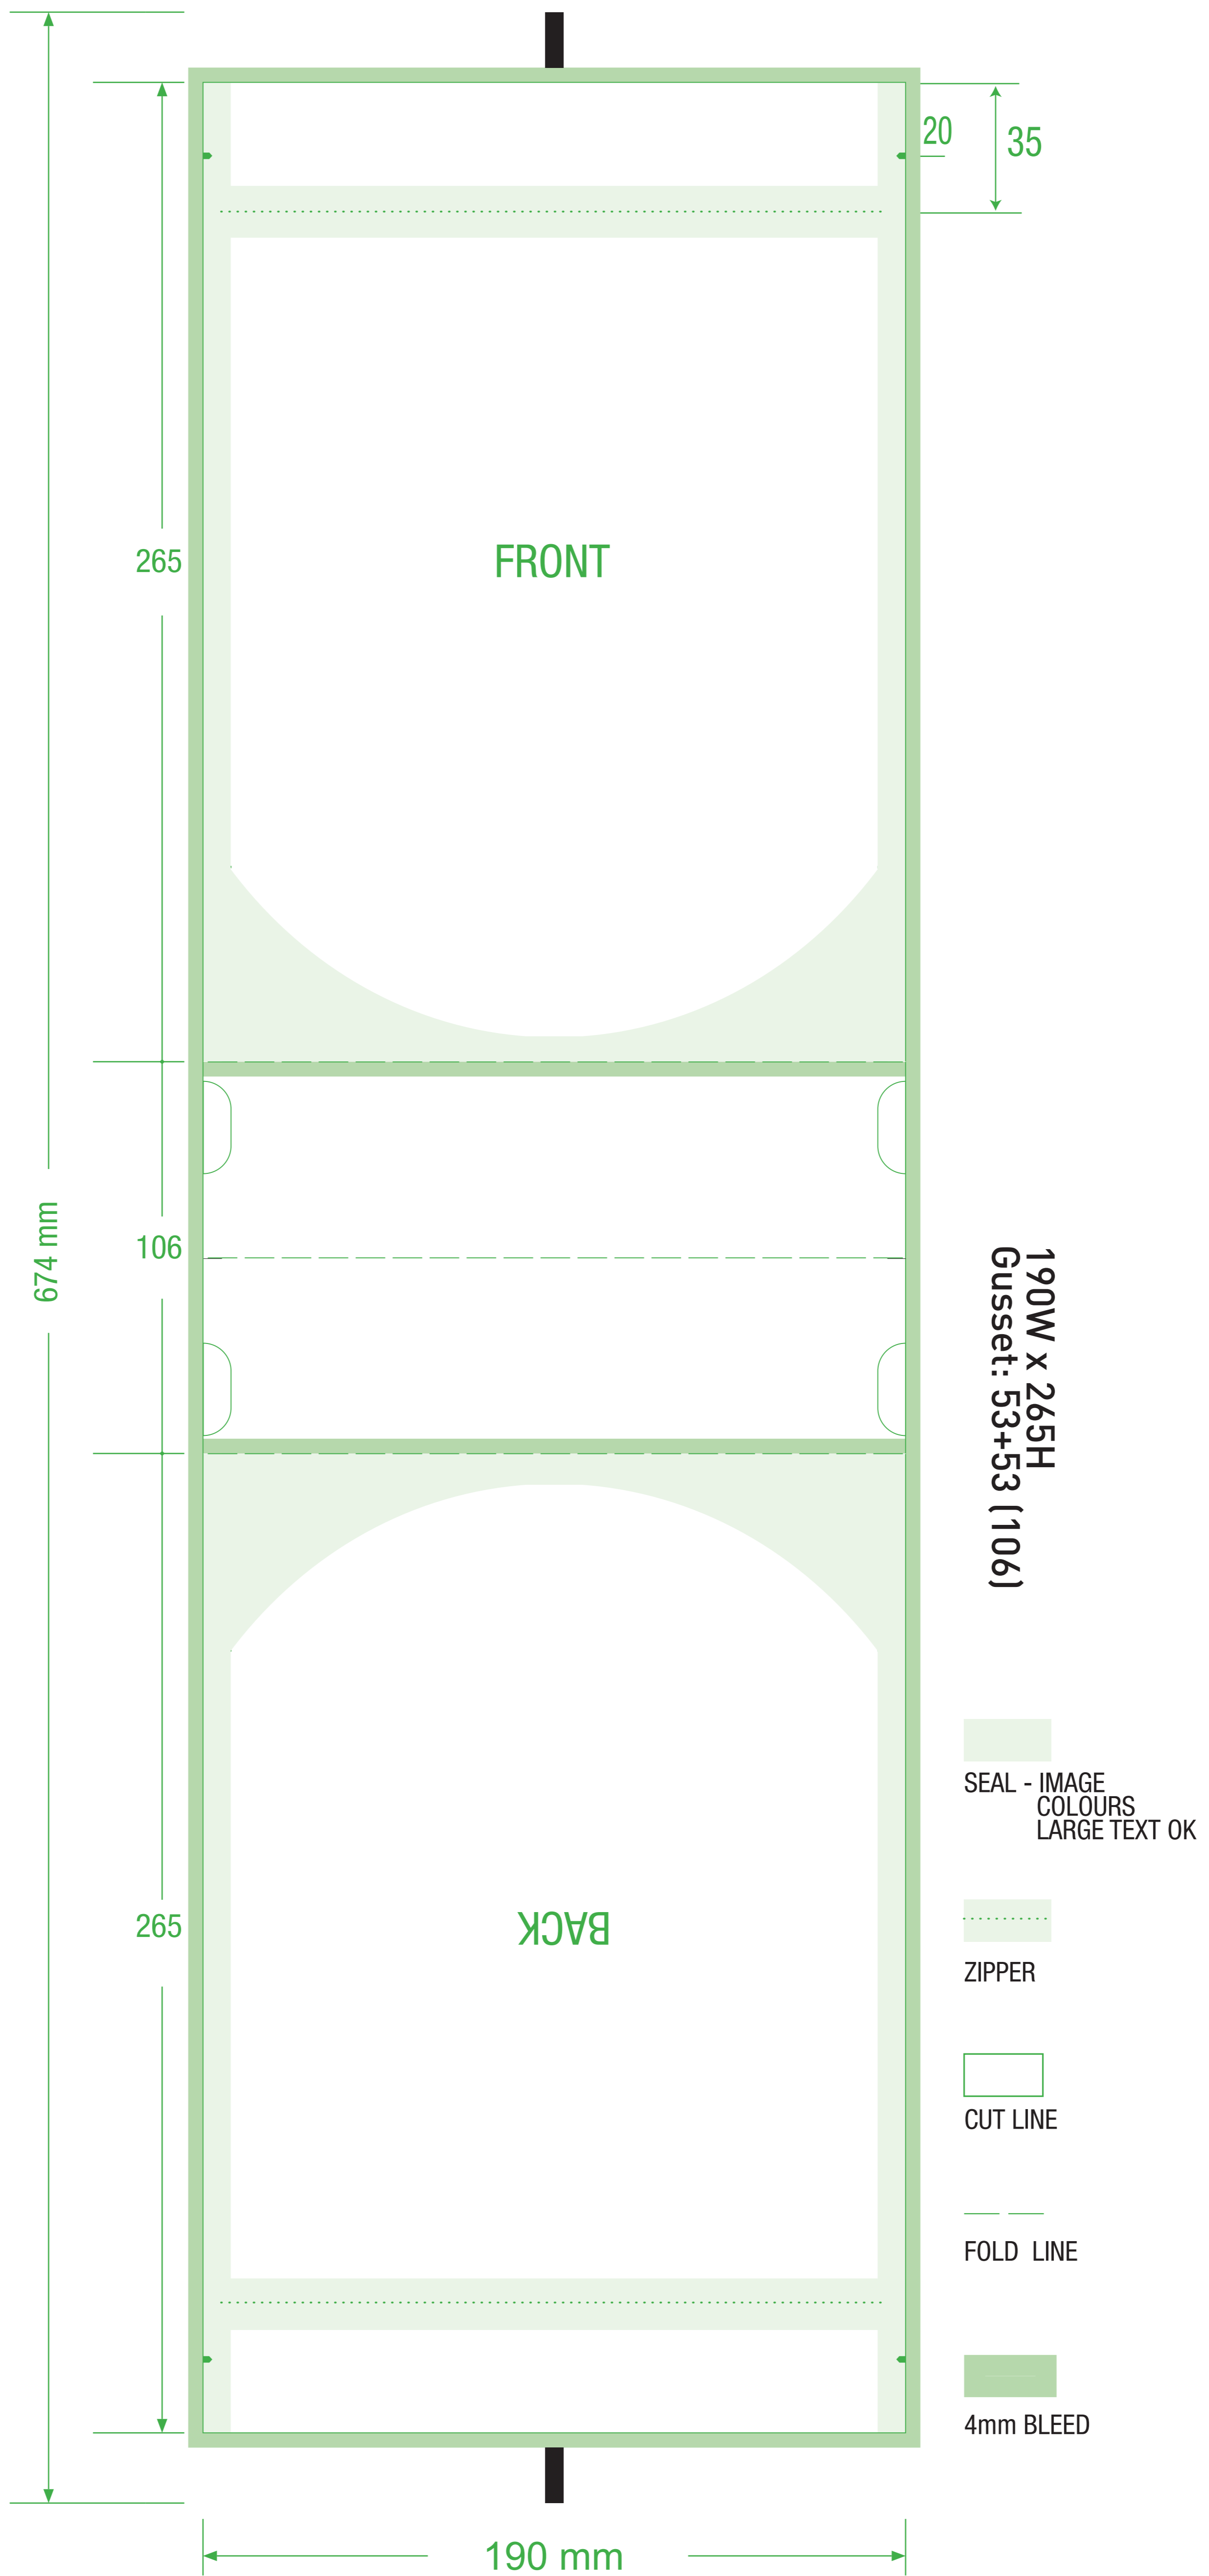 20
35
265
FRONT
674 mm
106
190W x 265H
Gusset: 53+53 (106)
SEAL - IMAGE
COLOURS
LARGE TEXT OK
265
BACK
ZIPPER
CUT LINE
FOLD LINE
4mm BLEED
190 mm